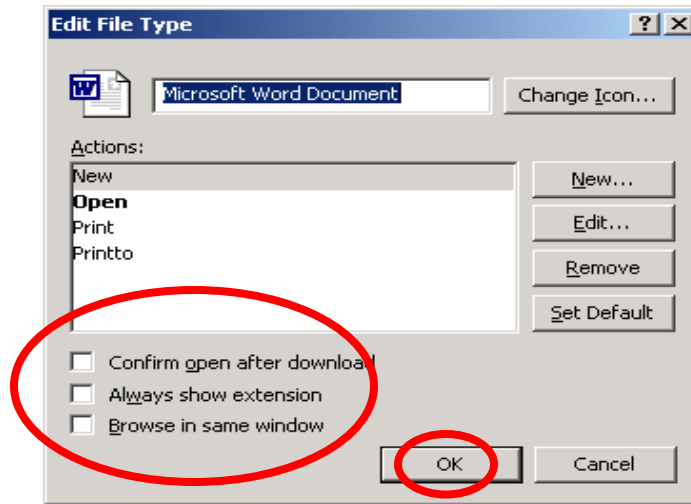 Edit File Type
Microsoft Word Document
Change Icon...
Actions:
New
Open
Print
Printto
New...
Edit...
Remove
Set Default
Confirm open after download
Always show extension
Browse in same window
OK
Cancel